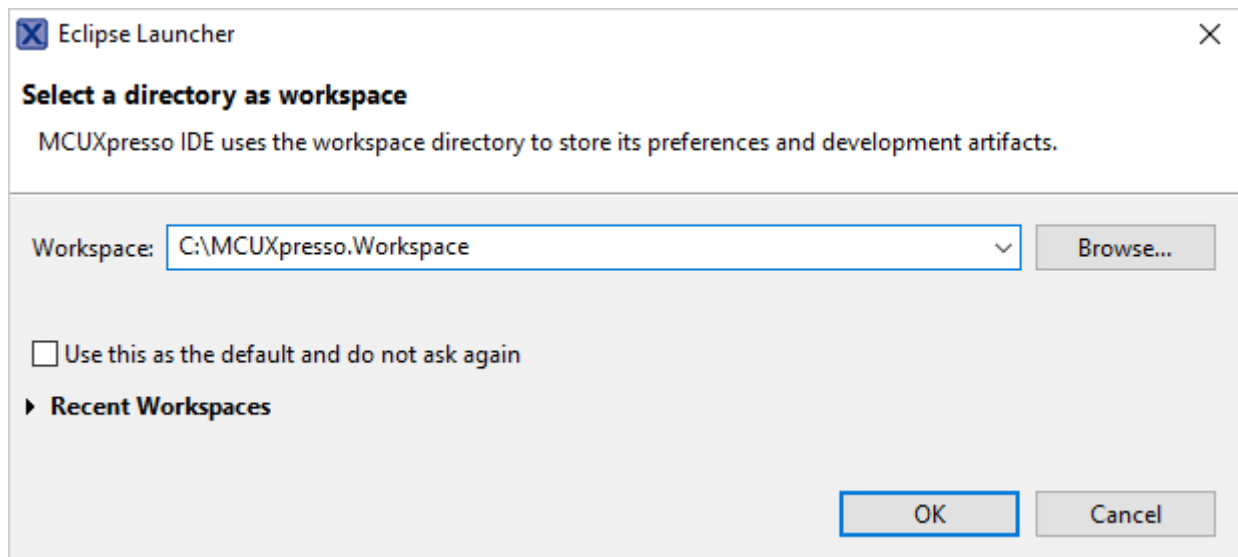 Eclipse Launcher
Select a directory as workspace
MCUXpresso IDE uses the workspace directory to store its preferences and development artifacts.
Workspace: C:\MCUXpresso.Workspace Browse...
Use this as the default and do not ask again
Recent Workspaces
OK Cancel